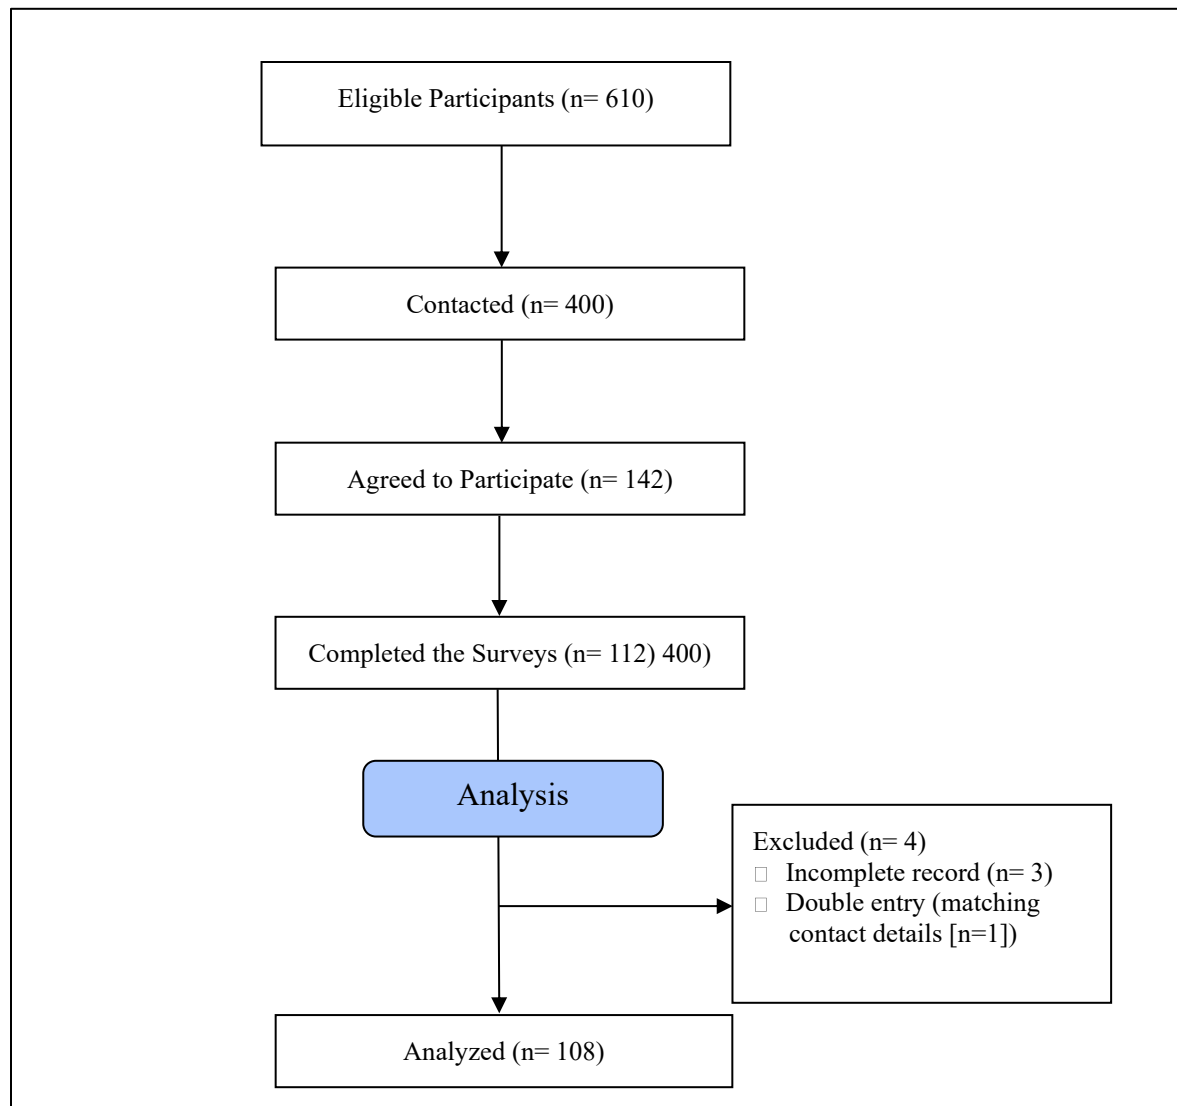 Eligible Participants (n= 610)
Contacted (n= 400)
Agreed to Participate (n= 142)
Completed the Surveys (n= 112) 400)
Analysis
Excluded (n= 4)
Incomplete record (n= 3)
Double entry (matching
contact details [n=1])
Analyzed (n= 108)